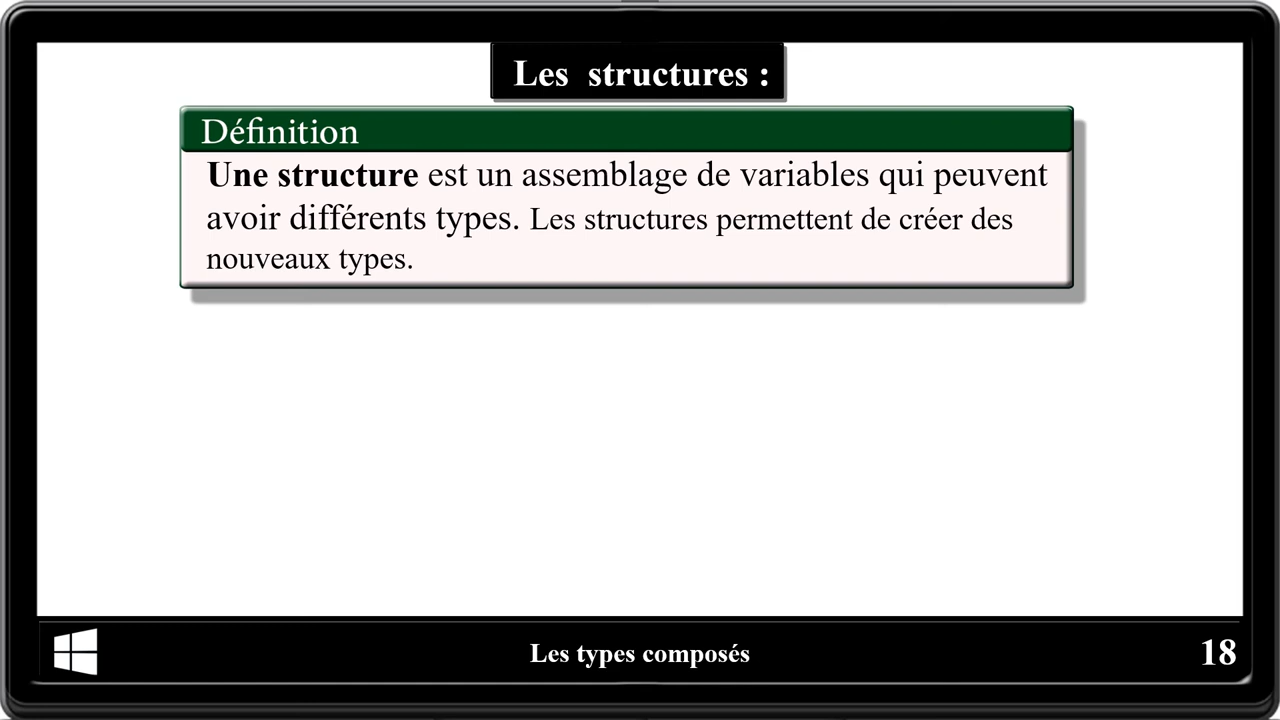 Les structures :
Définition
Une structure est un assemblage de variables qui peuvent
avoir différents types. Les structures permettent de créer des
nouveaux types.
Les types composés
18